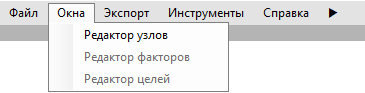 Файл Окна Экспорт Инструменты Справка ▶
Редактор узлов
Редактор факторов
Редактор целей